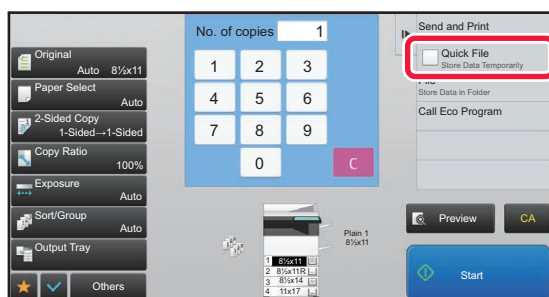 Original
Auto 8½x11
Paper Select
Auto
2-Sided Copy
1-Sided→1-Sided
Copy Ratio
100%
Exposure
Auto
Sort/Group
Auto
Output Tray
Others
No. of copies 1
1 2 3
4 5 6
7 8 9
0 C
Plain 1
8½x11
1 8½x11
2 8½x11R
3 8½x14
4 11x17
Send and Print
Quick File
Store Data Temporarily
Store Data in Folder
Call Eco Program
Preview CA
Start